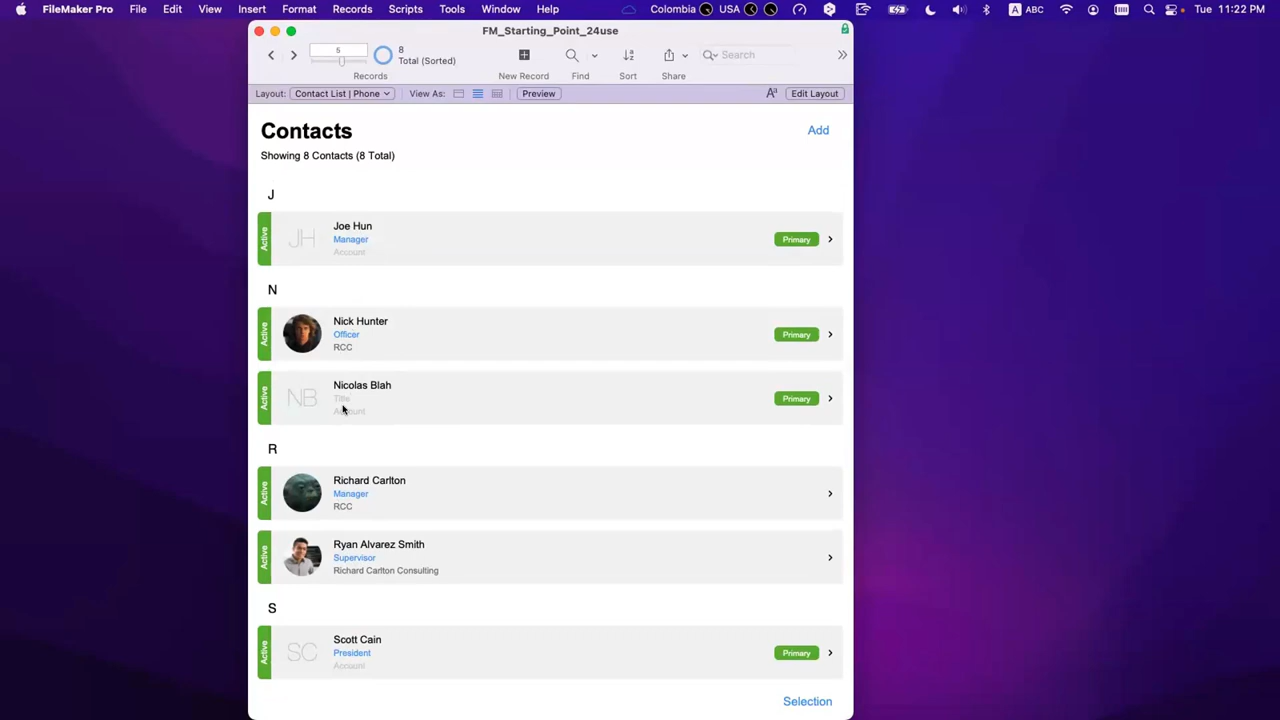 FileMaker Pro File Edit View Insert Format Records Scripts Tools Window Help Colombia USA A ABC Tue 11:22 PM
FM_Starting_Point_24use
5
8
Total (Sorted)
Search
Records New Record Find Sort Share
Layout: Contact List | Phone View As: Preview Aa Edit Layout
Contacts
Add
Showing 8 Contacts (8 Total)
J
Active
JH
Joe Hun
Manager
Account
Primary
N
Active
Nick Hunter
Officer
RCC
Primary
Active
NB
Nicolas Blah
Title
Account
Primary
R
Active
Richard Carlton
Manager
RCC
Active
Ryan Alvarez Smith
Supervisor
Richard Carlton Consulting
S
Active
SC
Scott Cain
President
Account
Primary
Selection